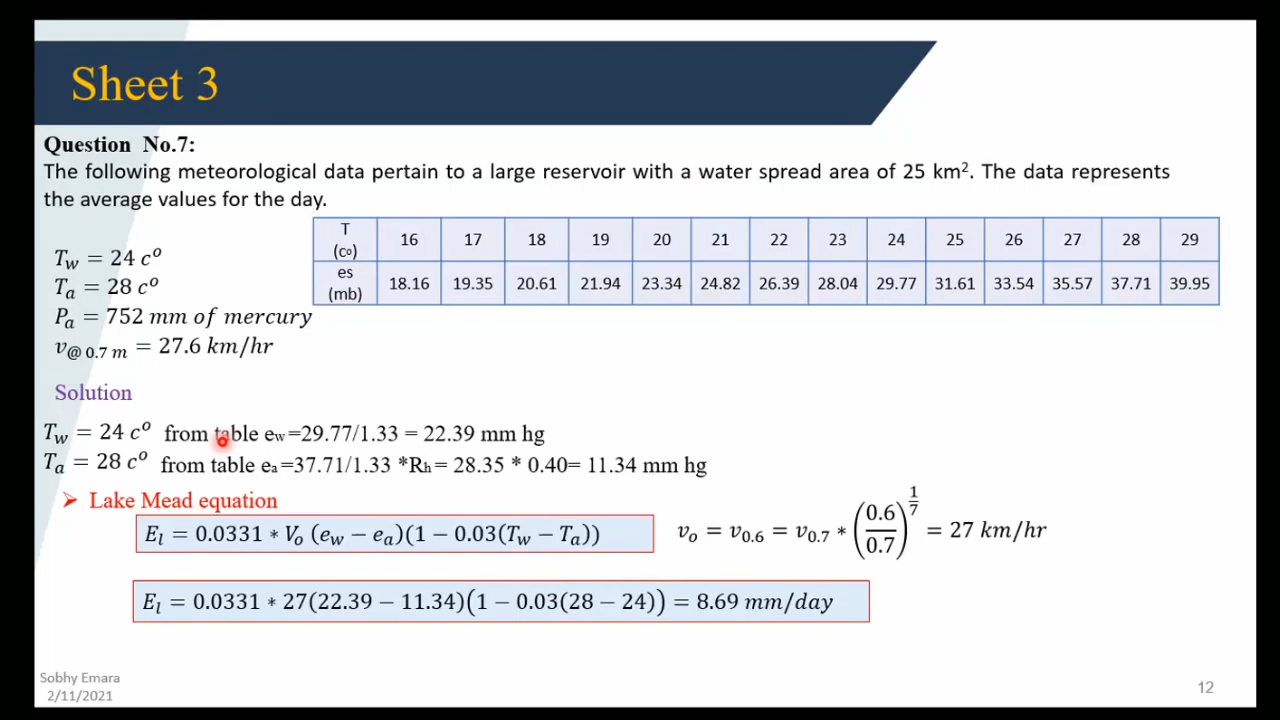 Sheet 3
Question No.7:
The following meteorological data pertain to a large reservoir with a water spread area of 25 km². The data represents
the average values for the day.
T (c⁰) 16 17 18 19 20 21 22 23 24 25 26 27 28 29
es (mb) 18.16 19.35 20.61 21.94 23.34 24.82 26.39 28.04 29.77 31.61 33.54 35.57 37.71 39.95
T_w = 24 c⁰
T_a = 28 c⁰
P_a = 752 mm of mercury
v_@ 0.7 m = 27.6 km/hr
Solution
T_w = 24 c⁰ from table e_w =29.77/1.33 = 22.39 mm hg
T_a = 28 c⁰ from table e_a =37.71/1.33 *R_h = 28.35 * 0.40= 11.34 mm hg
➢ Lake Mead equation
E_l = 0.0331 * V_o (e_w − e_a)(1 − 0.03(T_w − T_a))
v_o = v_0.6 = v_0.7 * (0.6/0.7)^(1/7) = 27 km/hr
E_l = 0.0331 * 27(22.39 − 11.34)(1 − 0.03(28 − 24)) = 8.69 mm/day
Sobhy Emara
2/11/2021
12